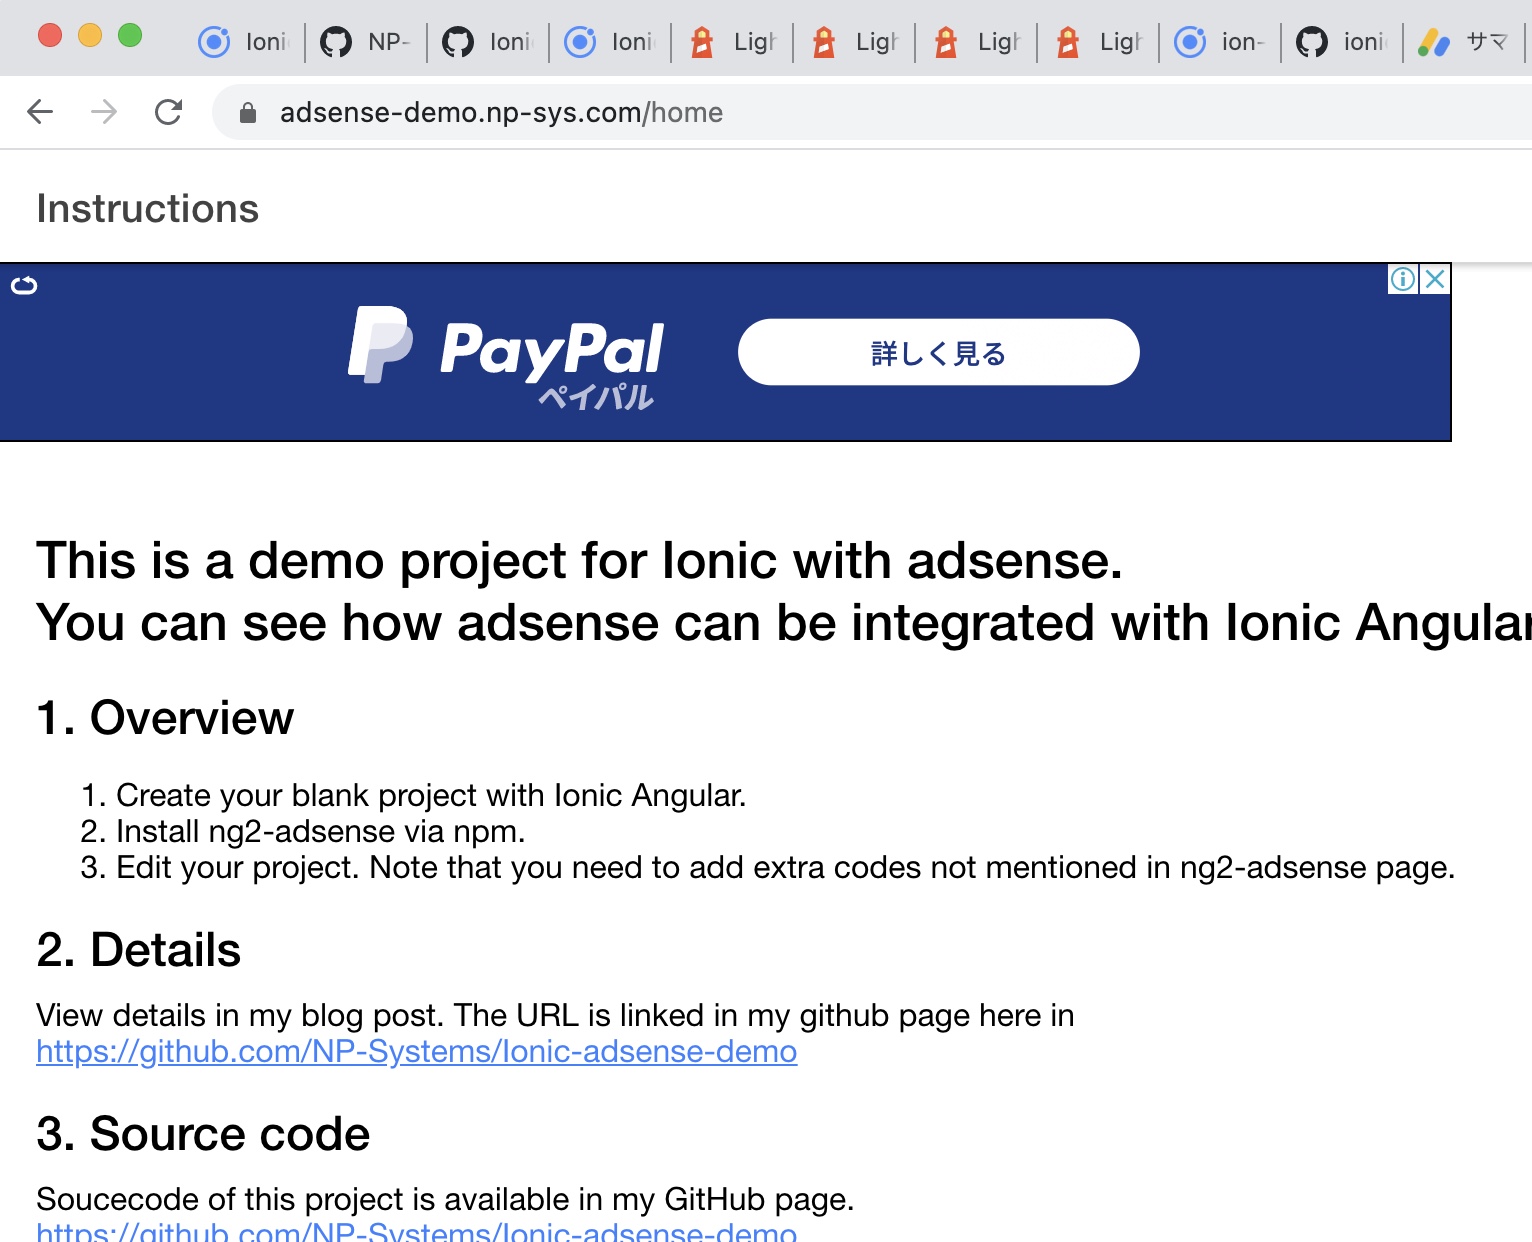 Ioni NP- Ioni Ioni Ligh Ligh Ligh Ligh ion- ioni サマ
adsense-demo.np-sys.com/home
Instructions
PayPal
ペイパル
詳しく見る
This is a demo project for Ionic with adsense.
You can see how adsense can be integrated with Ionic Angular
1. Overview
1. Create your blank project with Ionic Angular.
2. Install ng2-adsense via npm.
3. Edit your project. Note that you need to add extra codes not mentioned in ng2-adsense page.
2. Details
View details in my blog post. The URL is linked in my github page here in
https://github.com/NP-Systems/Ionic-adsense-demo
3. Source code
Soucecode of this project is available in my GitHub page.
https://github.com/NP-Systems/Ionic-adsense-demo